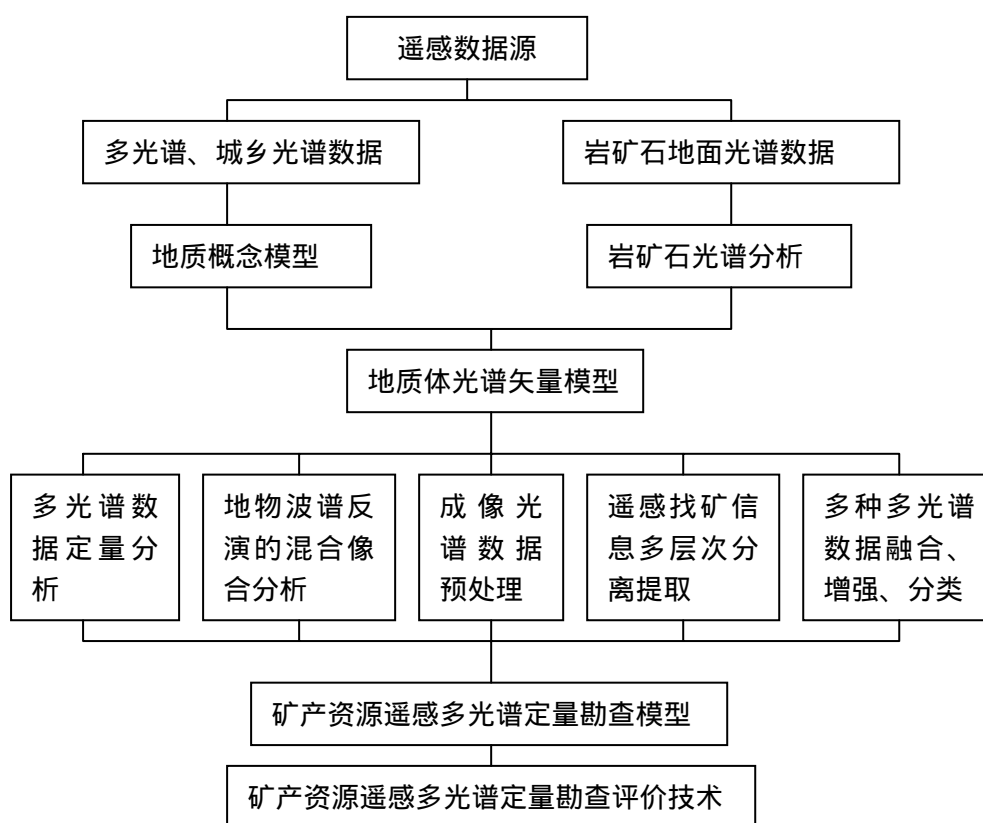 遥感数据源
多光谱、城乡光谱数据
岩矿石地面光谱数据
地质概念模型
岩矿石光谱分析
地质体光谱矢量模型
多光谱数
据定量分
析
地物波谱反
演的混合像
合分析
成像光
谱数据
预处理
遥感找矿信
息多层次分
离提取
多种多光谱
数据融合、
增强、分类
矿产资源遥感多光谱定量勘查模型
矿产资源遥感多光谱定量勘查评价技术